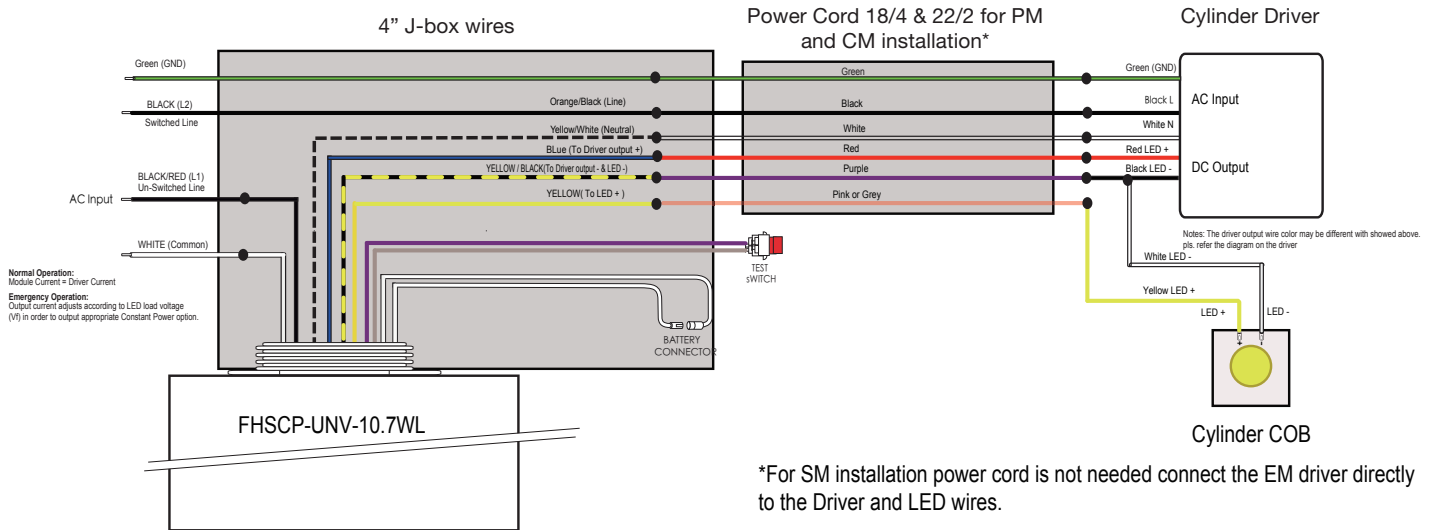 4” J-box wires
Power Cord 18/4 & 22/2 for PM
and CM installation*
Cylinder Driver
Green (GND)
Green
Green (GND)
BLACK (L2)
Switched Line
Orange/Black (Line)
Black
Black L
AC Input
Yellow/White (Neutral)
White
White N
BLue (To Driver output +)
Red
Red LED +
YELLOW / BLACK(To Driver output - & LED -)
Purple
Black LED -
DC Output
BLACK/RED (L1)
Un-Switched Line
AC Input
YELLOW( To LED + )
Pink or Grey
WHITE (Common)
TEST
sWITCH
Notes: The driver output wire color may be different with showed above.
pls. refer the diagram on the driver
White LED -
Normal Operation:
Module Current = Driver Current
Emergency Operation:
Output current adjusts according to LED load voltage
(Vf) in order to output appropriate Constant Power option.
Yellow LED +
LED +
LED -
BATTERY
CONNECTOR
+
-
FHSCP-UNV-10.7WL
Cylinder COB
*For SM installation power cord is not needed connect the EM driver directly
to the Driver and LED wires.